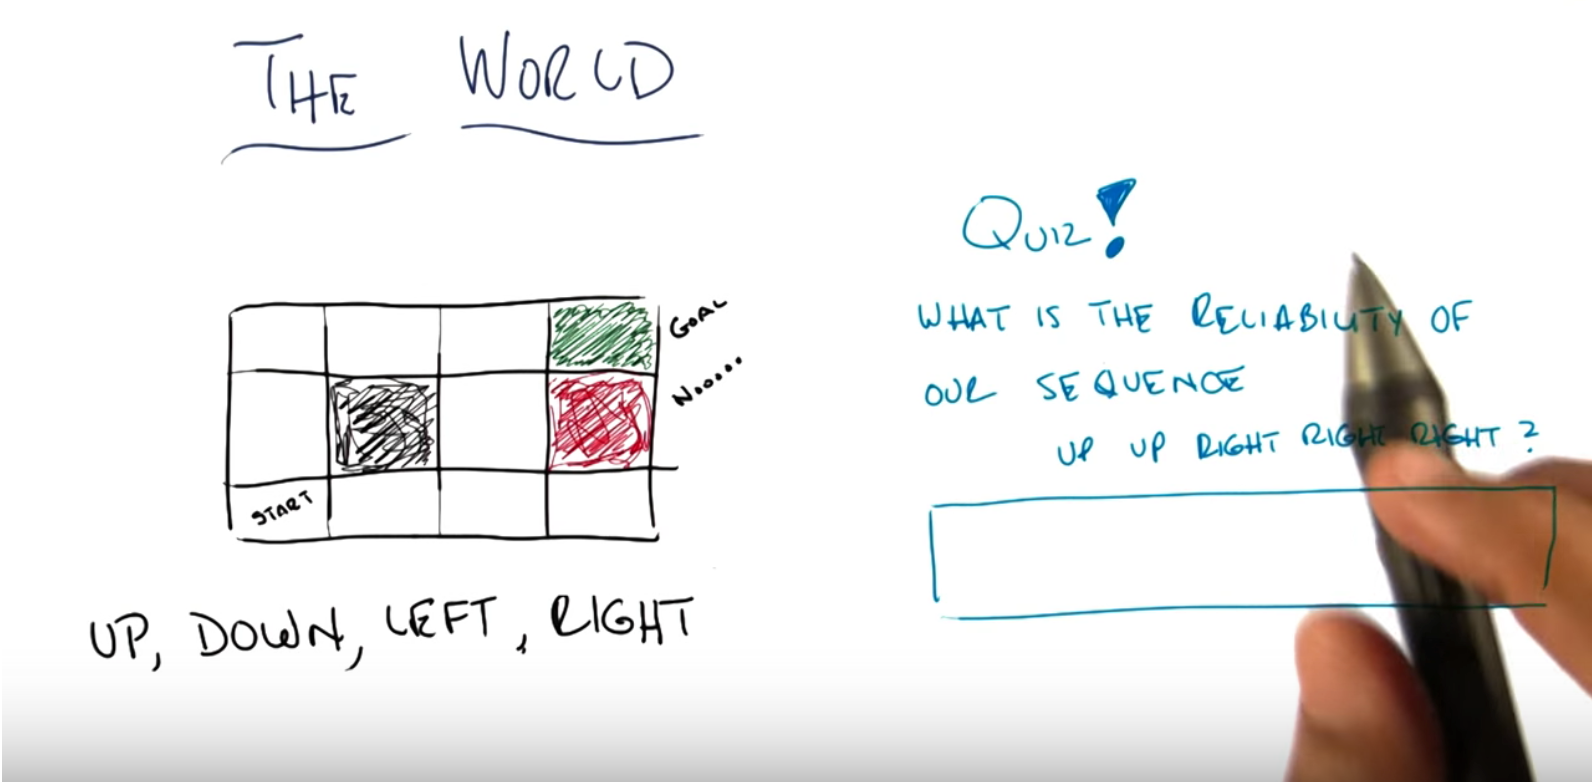 THE WORLD
GOAL
Noooo
START
UP, DOWN, LEFT, RIGHT
QUIZ!
WHAT IS THE RELIABILITY OF
OUR SEQUENCE
UP UP RIGHT RIGHT RIGHT?